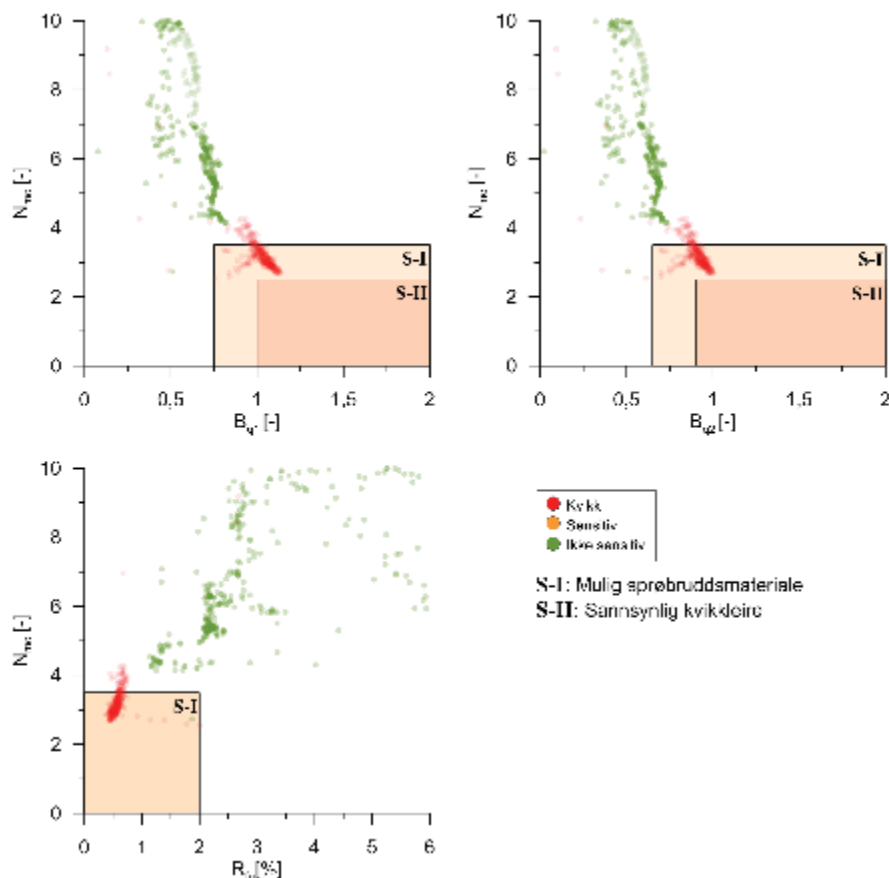 10
8
6
4
2
0
N
[-]
S-I
S-II
0
0,5
1
1,5
2
B
[-]
10
8
6
4
2
0
N
[-]
S-I
S-II
0
0,5
1
1,5
2
B
[-]
10
8
6
4
2
0
N
[-]
S-I
0
1
2
3
4
5
6
R
[%]
Kvikk
Sensitiv
Ikke sensitiv
S-I: Mulig sprøbruddsmateriale
S-II: Sannsynlig kvikkleire